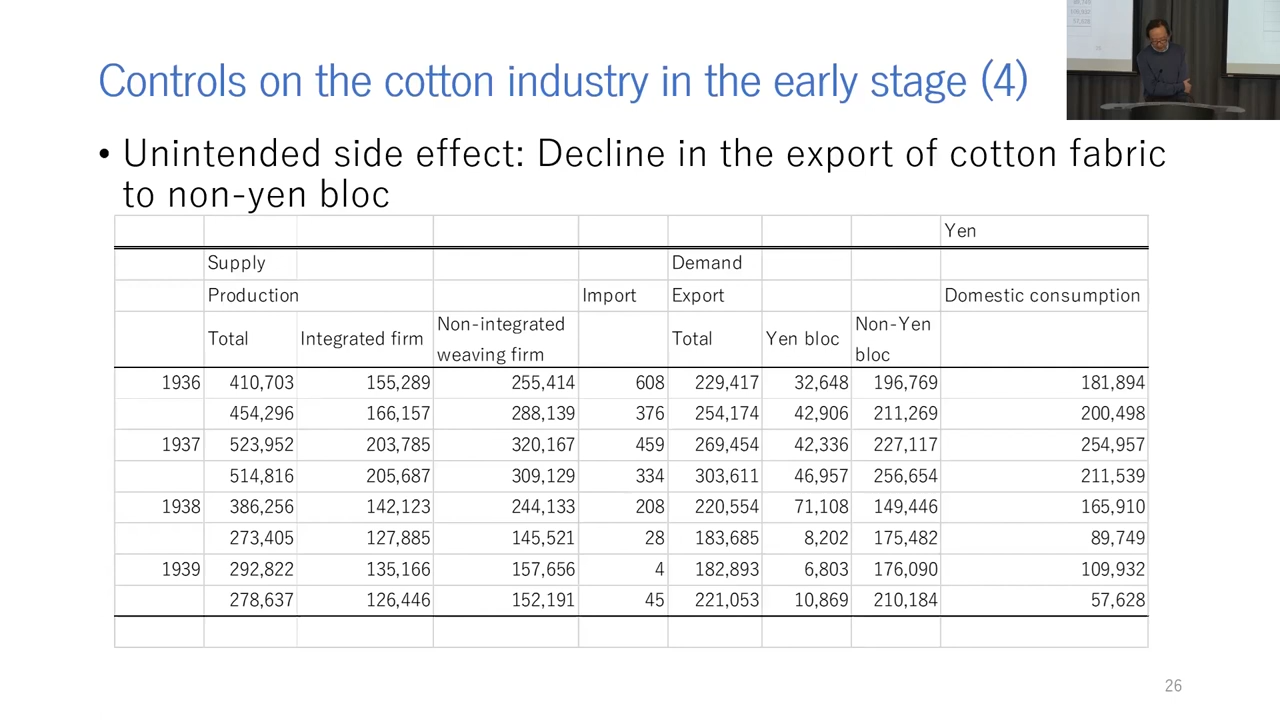 Controls on the cotton industry in the early stage (4)
• Unintended side effect: Decline in the export of cotton fabric
to non-yen bloc
Yen
Supply Demand
Production Import Export Domestic consumption
Total Integrated firm Non-integrated weaving firm Total Yen bloc Non-Yen bloc
1936 410,703 155,289 255,414 608 229,417 32,648 196,769 181,894
454,296 166,157 288,139 376 254,174 42,906 211,269 200,498
1937 523,952 203,785 320,167 459 269,454 42,336 227,117 254,957
514,816 205,687 309,129 334 303,611 46,957 256,654 211,539
1938 386,256 142,123 244,133 208 220,554 71,108 149,446 165,910
273,405 127,885 145,521 28 183,685 8,202 175,482 89,749
1939 292,822 135,166 157,656 4 182,893 6,803 176,090 109,932
278,637 126,446 152,191 45 221,053 10,869 210,184 57,628
26